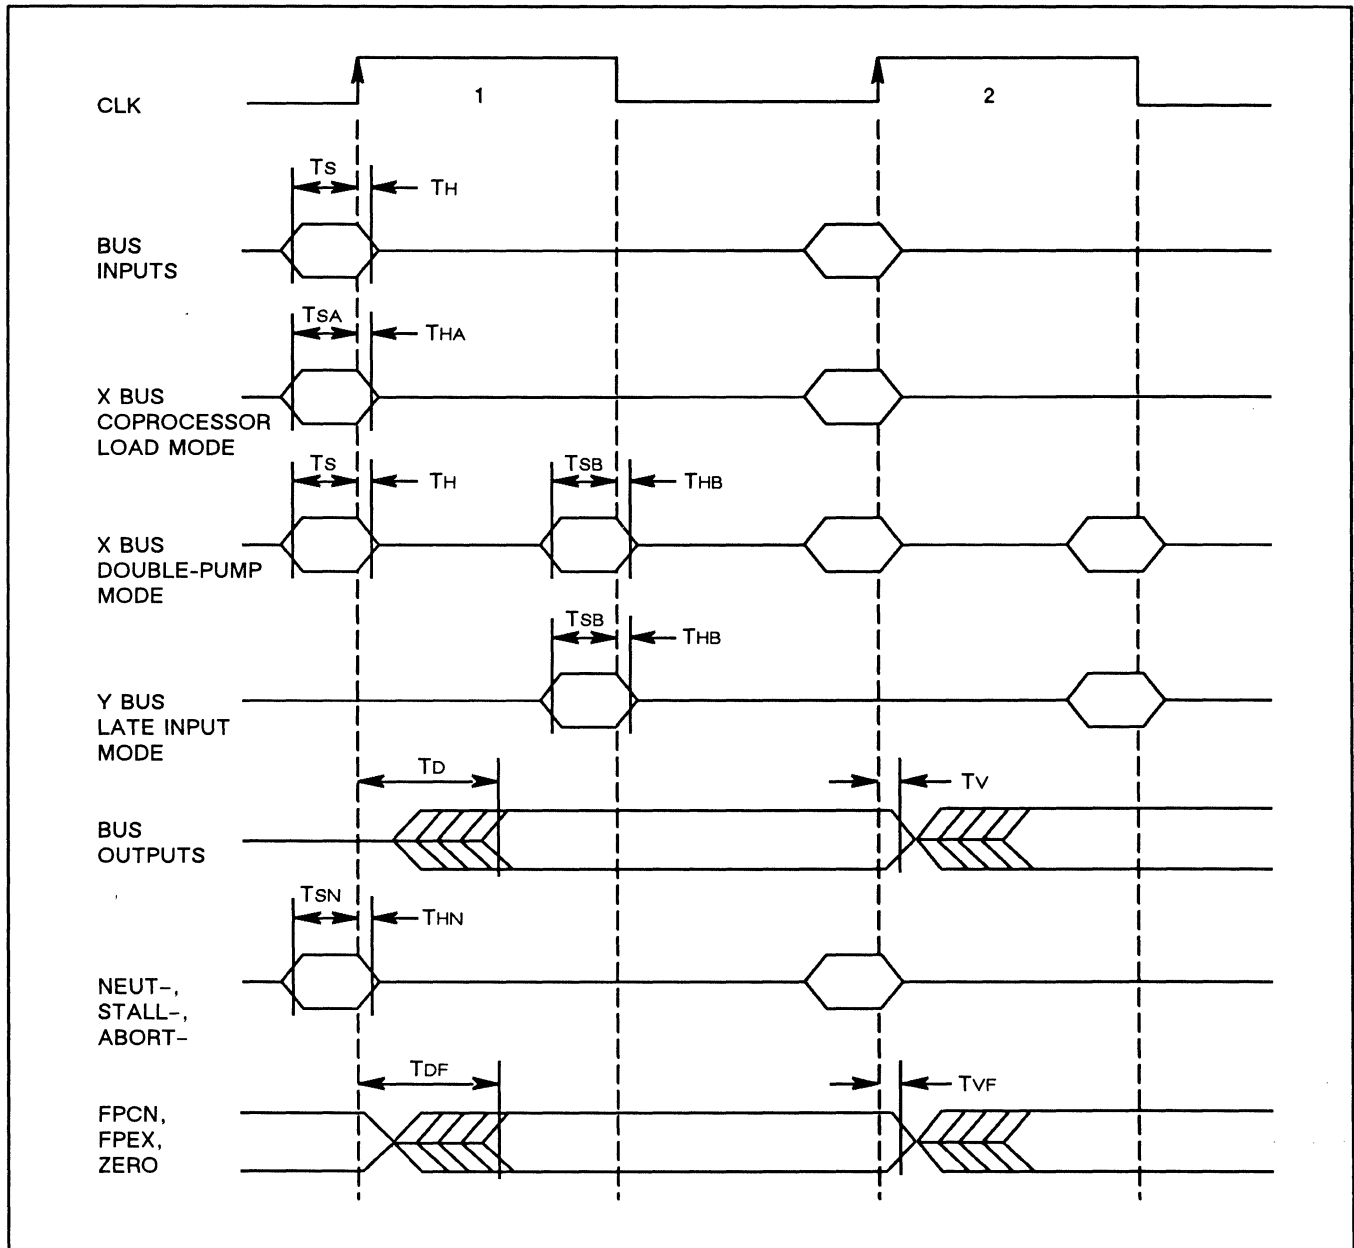 1
2
CLK
TS
TH
BUS
INPUTS
TSA
THA
X BUS
COPROCESSOR
LOAD MODE
TS
TH
TSB
THB
X BUS
DOUBLE-PUMP
MODE
TSB
THB
Y BUS
LATE INPUT
MODE
TD
TV
BUS
OUTPUTS
TSN
THN
NEUT-,
STALL-,
ABORT-
TDF
TVF
FPCN,
FPEX,
ZERO